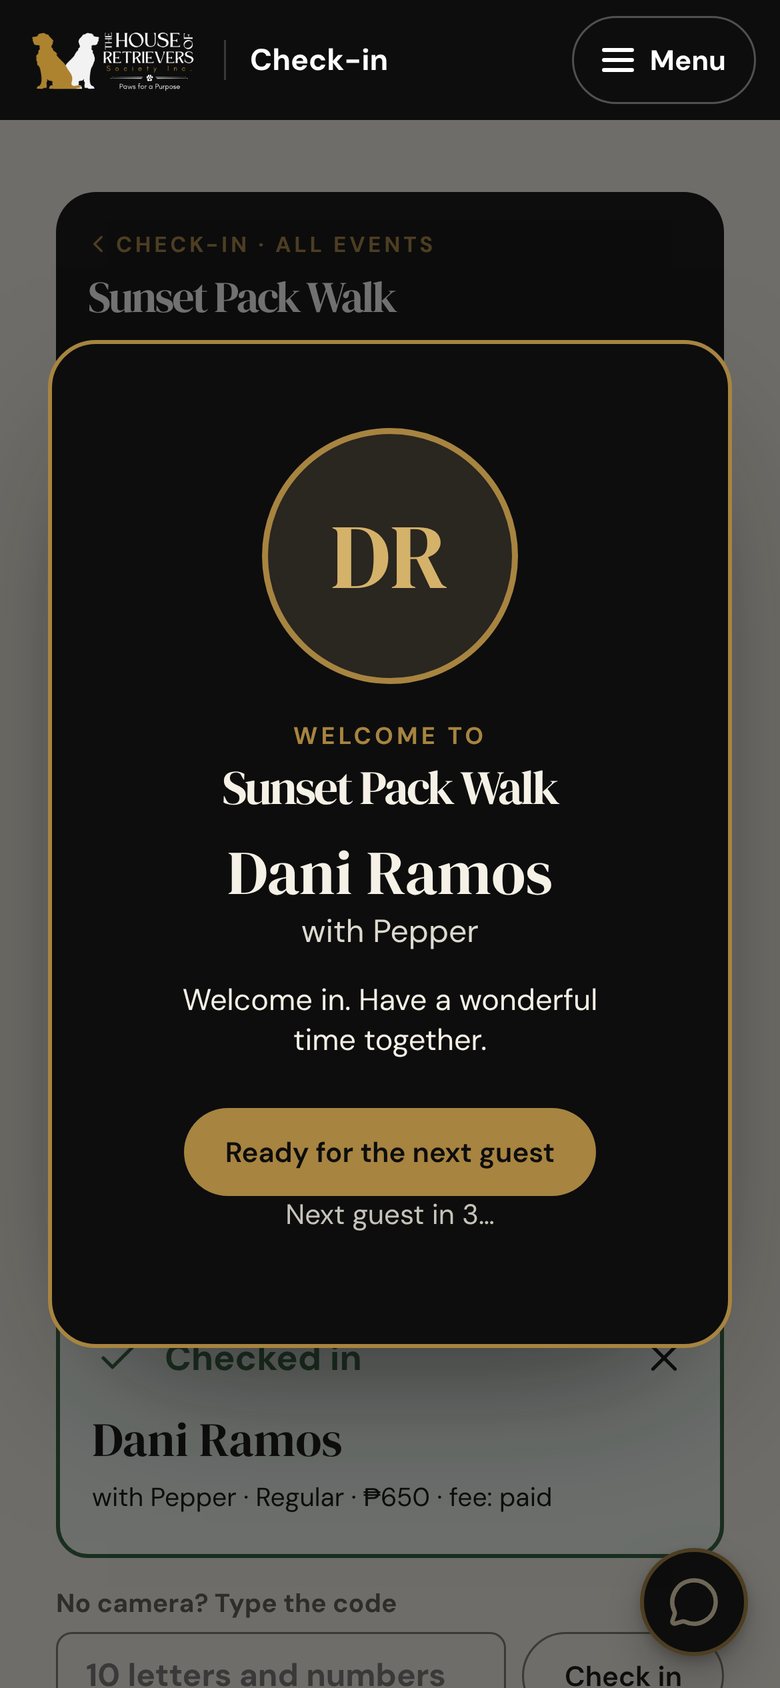 THE HOUSE OF
RETRIEVERS
Society Inc.
Paws for a Purpose
Check-in
Menu
CHECK-IN · ALL EVENTS
Sunset Pack Walk
DR
WELCOME TO
Sunset Pack Walk
Dani Ramos
with Pepper
Welcome in. Have a wonderful
time together.
Ready for the next guest
Next guest in 3...
Checked in
Dani Ramos
with Pepper · Regular · ₱650 · fee: paid
No camera? Type the code
10 letters and numbers
Check in